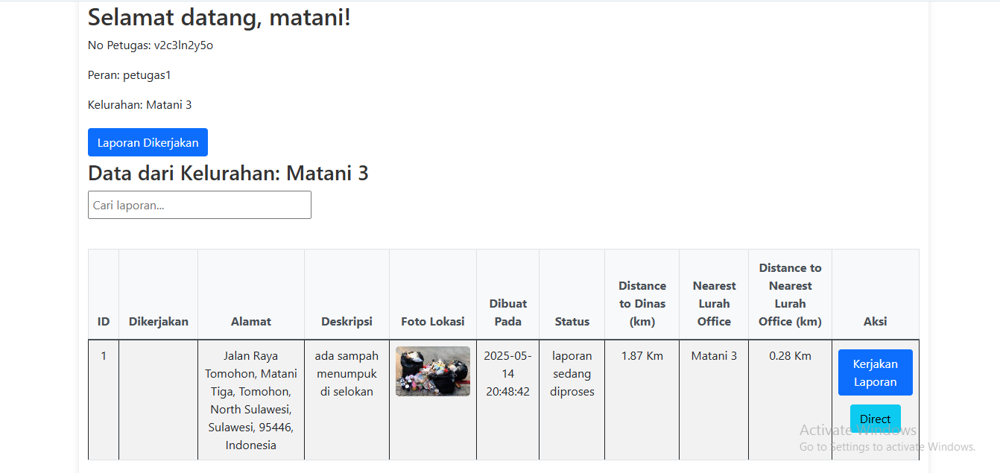 Selamat datang, matani!
No Petugas: v2c3ln2y5o
Peran: petugas1
Kelurahan: Matani 3
Laporan Dikerjakan
Data dari Kelurahan: Matani 3
Cari laporan...
ID
Dikerjakan
Alamat
Deskripsi
Foto Lokasi
Dibuat
Pada
Status
Distance
to Dinas
(km)
Nearest
Lurah
Office
Distance to
Nearest
Lurah
Office (km)
Aksi
1
Jalan Raya
Tomohon, Matani
Tiga, Tomohon,
North Sulawesi,
Sulawesi, 95446,
Indonesia
ada sampah
menumpuk
di selokan
2025-05-
14
20:48:42
laporan
sedang
diproses
1.87 Km
Matani 3
0.28 Km
Kerjakan
Laporan
Direct
Activate Windows
Go to Settings to activate Windows.